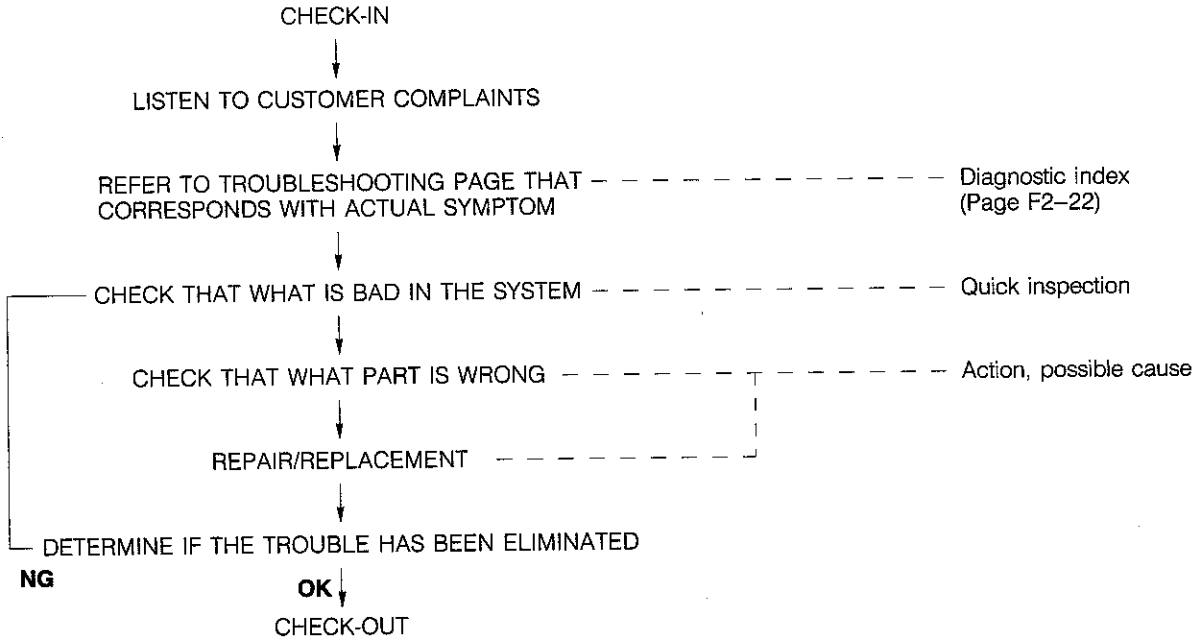 CHECK-IN
LISTEN TO CUSTOMER COMPLAINTS
REFER TO TROUBLESHOOTING PAGE THAT
CORRESPONDS WITH ACTUAL SYMPTOM
Diagnostic index
(Page F2–22)
CHECK THAT WHAT IS BAD IN THE SYSTEM
Quick inspection
CHECK THAT WHAT PART IS WRONG
Action, possible cause
REPAIR/REPLACEMENT
DETERMINE IF THE TROUBLE HAS BEEN ELIMINATED
NG
OK
CHECK-OUT